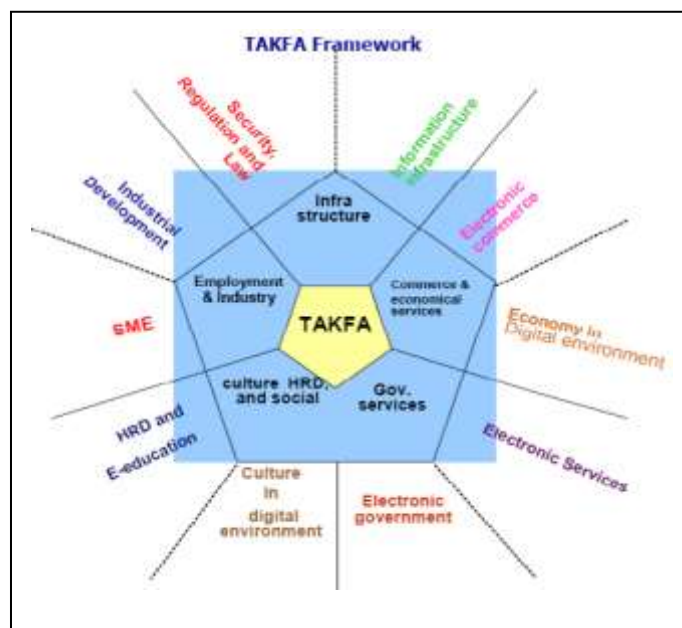 TAKFA Framework
Security,
Regulation and
Law
Information
infrastructure
Industrial
Development
Electronic
commerce
Infra
structure
Employment
& Industry
Commerce &
economical
services
TAKFA
sME
Economy in
Digital environment
culture HRD,
and social
Gov.
services
HRD and
E-education
Electronic Services
Culture
in
digital
environment
Electronic
government